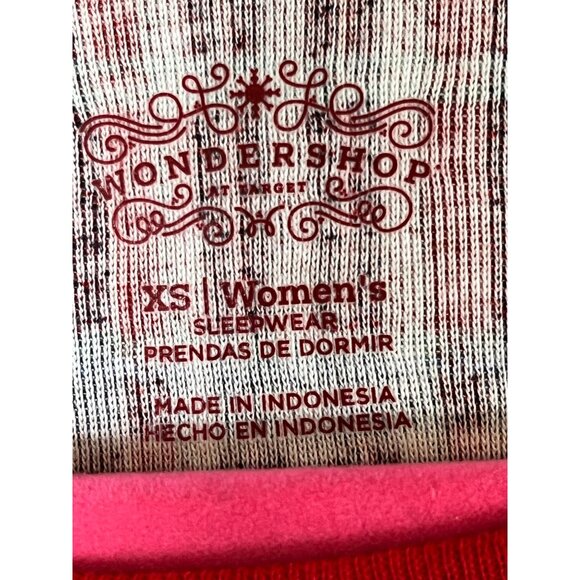 WONDERSHOP
AT TARGET
XS | Women's
SLEEPWEAR
PRENDAS DE DORMIR
MADE IN INDONESIA
HECHO EN INDONESIA